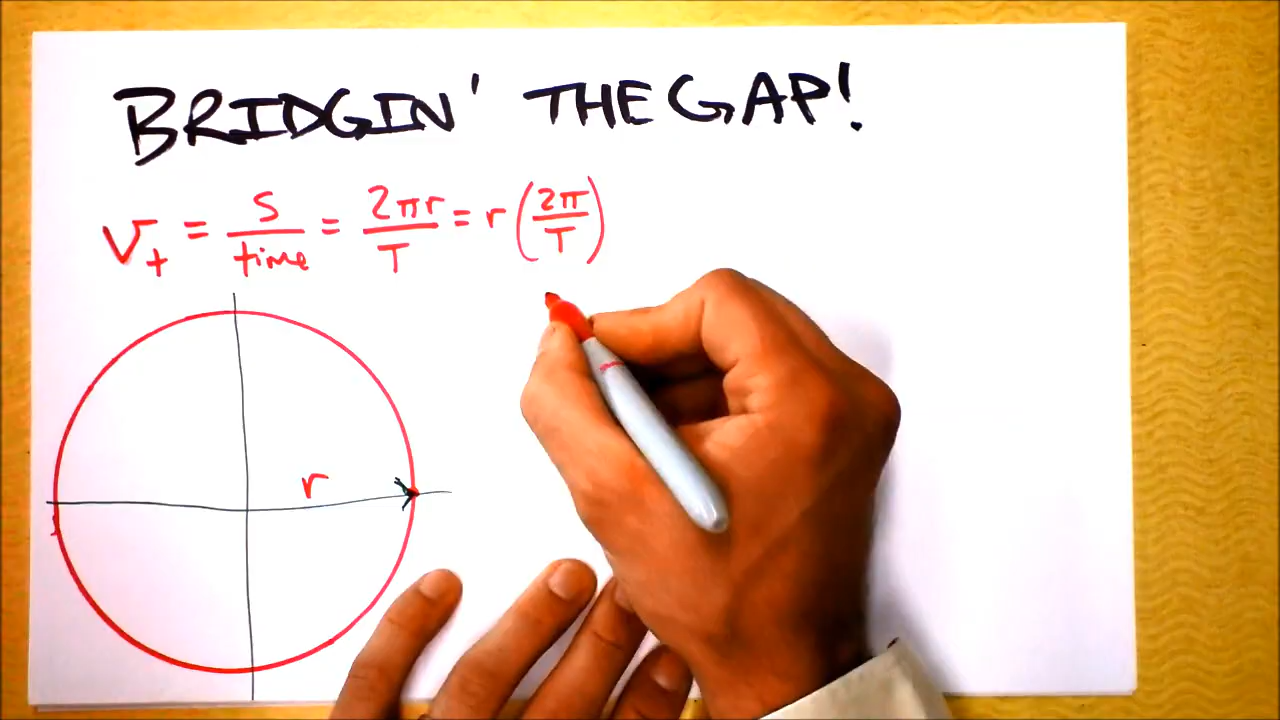 BRIDGIN' THE GAP!
V_t = s/time = 2πr/T = r(2π/T)
r